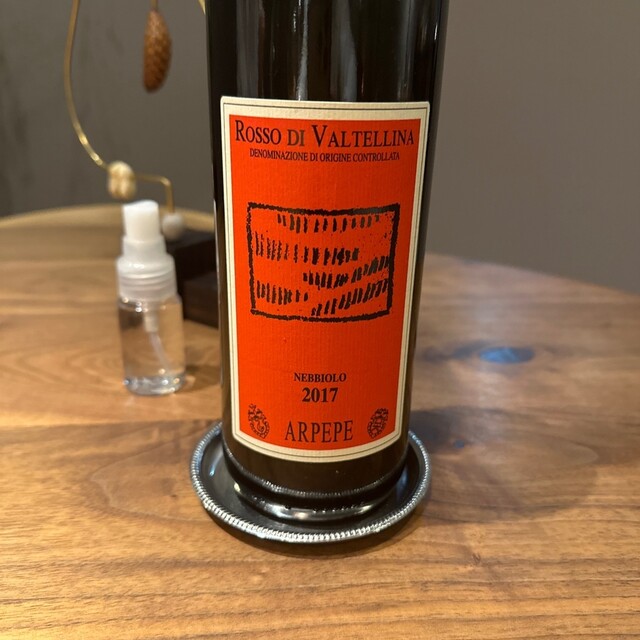 ROSSO DI VALTELLINA
DENOMINAZIONE DI ORIGINE CONTROLLATA
NEBBIOLO
2017
ARPEPE